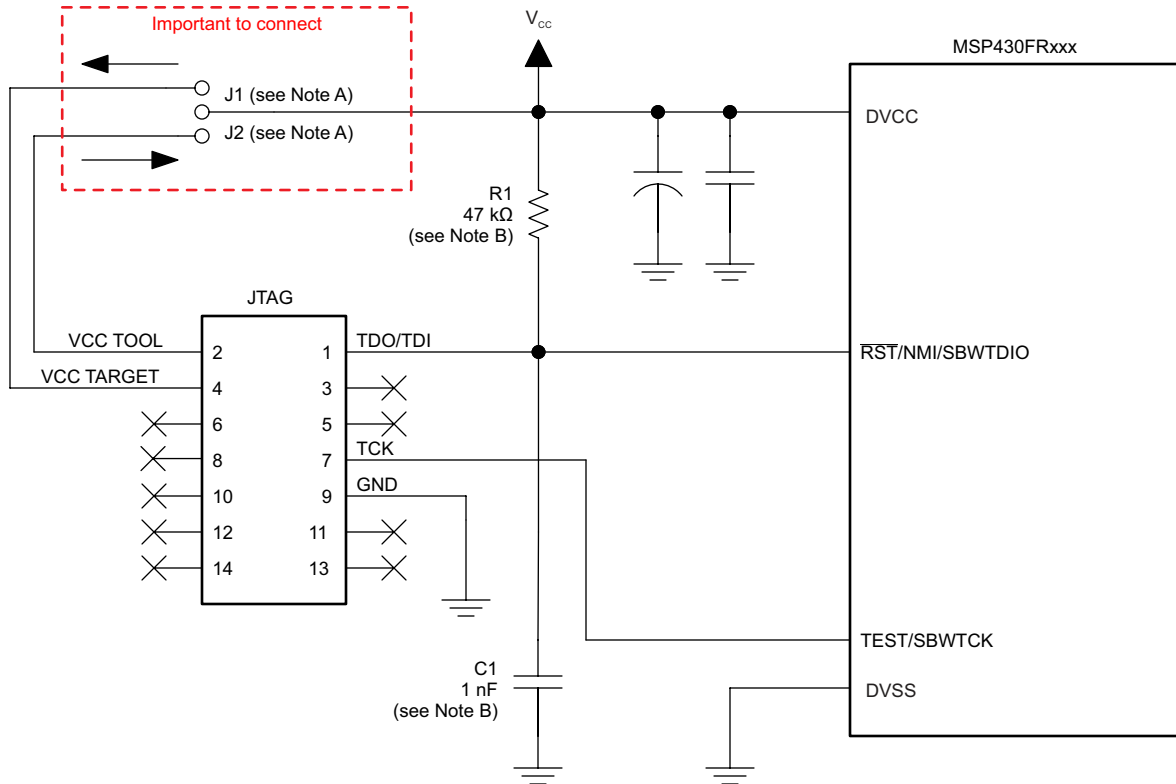 Important to connect
VCC
MSP430FRxxx
J1 (see Note A)
J2 (see Note A)
DVCC
R1
47 kΩ
(see Note B)
JTAG
VCC TOOL
2
1
TDO/TDI
RST/NMI/SBWTDIO
VCC TARGET
4
3
6
5
8
7
TCK
10
9
GND
12
11
14
13
TEST/SBWTCK
C1
1 nF
(see Note B)
DVSS